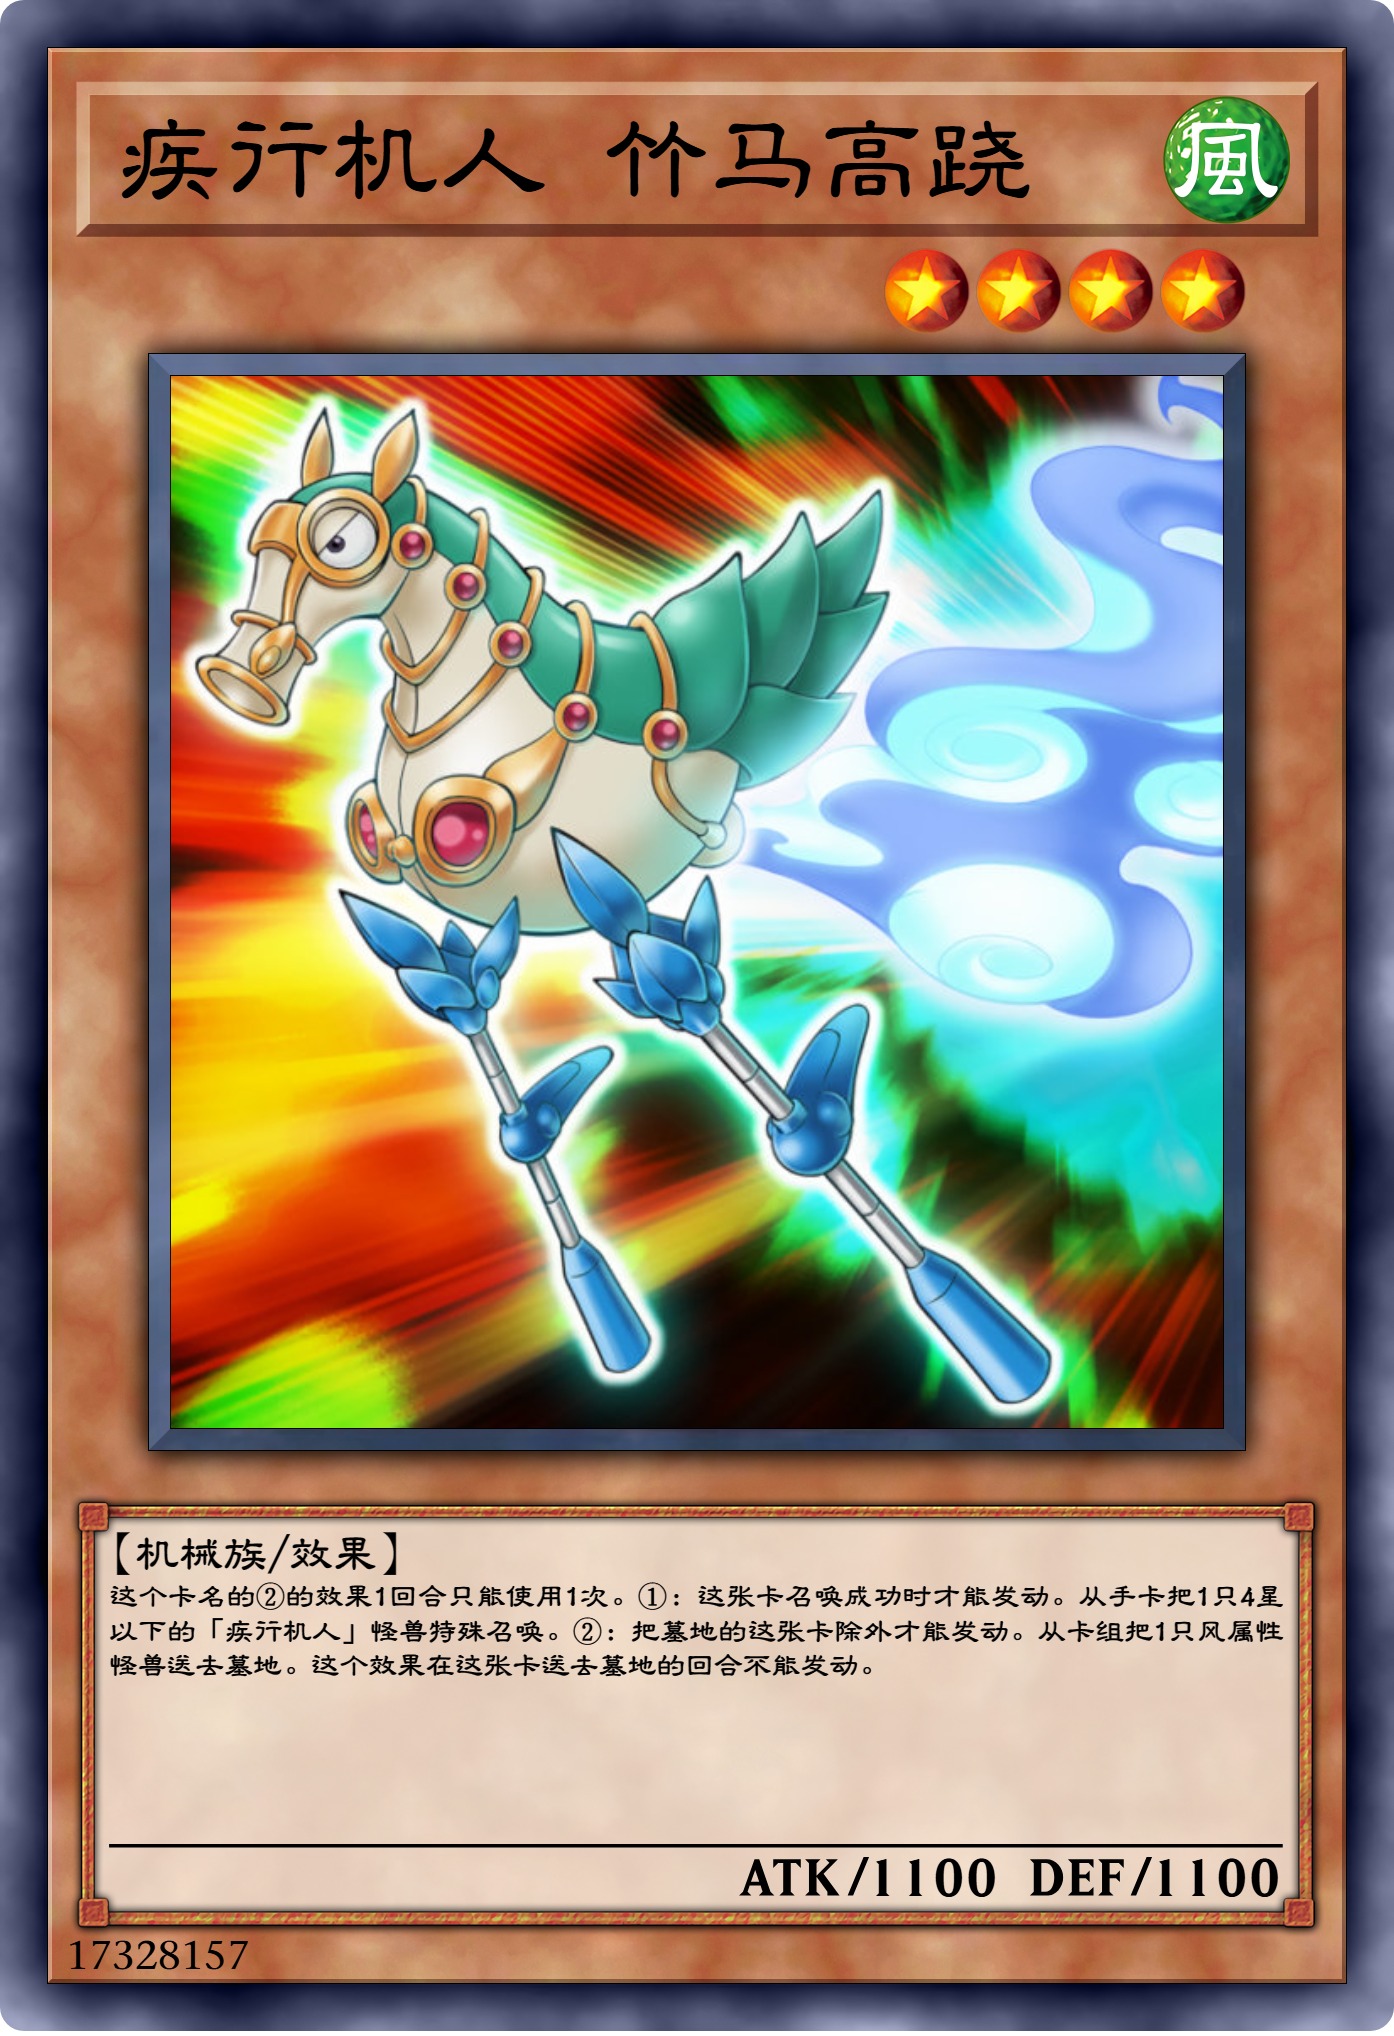 疾行机人 竹马高跷
風
【机械族/效果】
这个卡名的②的效果1回合只能使用1次。①：这张卡召唤成功时才能发动。从手卡把1只4星
以下的「疾行机人」怪兽特殊召唤。②：把墓地的这张卡除外才能发动。从卡组把1只风属性
怪兽送去墓地。这个效果在这张卡送去墓地的回合不能发动。
ATK/1100 DEF/1100
17328157